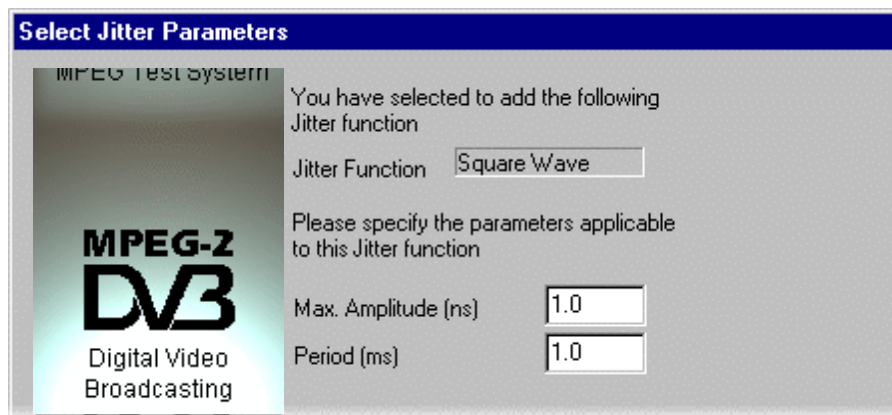 Select Jitter Parameters
MPEG Test System
You have selected to add the following
Jitter function
Jitter Function
Square Wave
Please specify the parameters applicable
to this Jitter function
MPEG-2
DVB
Max. Amplitude (ns)
1.0
Period (ms)
1.0
Digital Video
Broadcasting